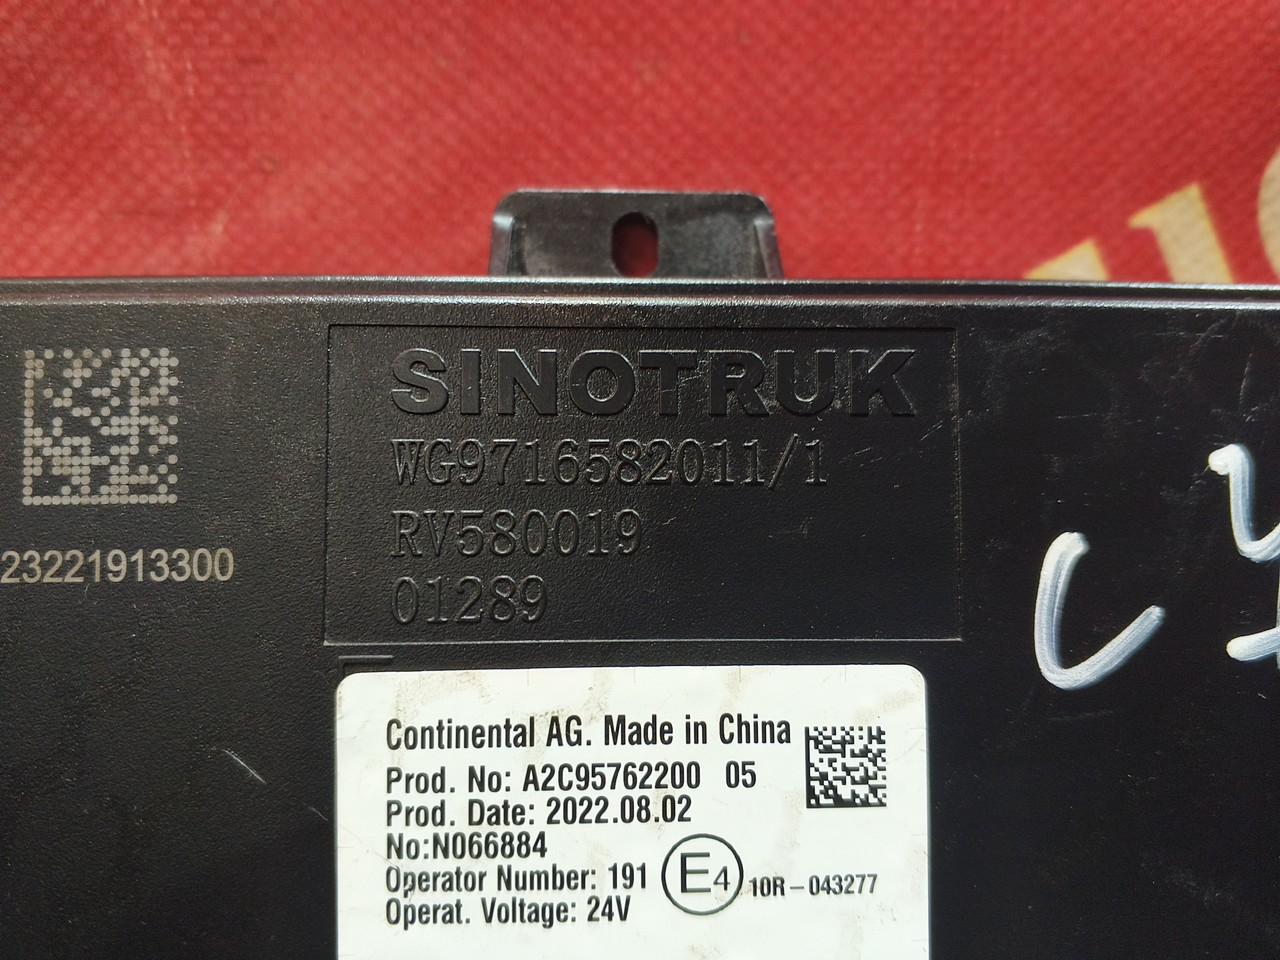 SINOTRUK
WG9716582011/1
RV580019
01289
23221913300
Continental AG. Made in China
Prod. No: A2C95762200 05
Prod. Date: 2022.08.02
No:N066884
Operator Number: 191
E4 10R-043277
Operat. Voltage: 24V